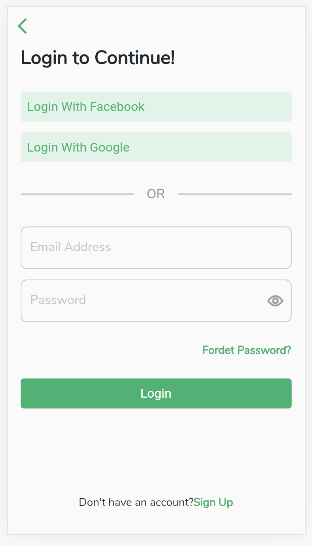 Login to Continue!
Login With Facebook
Login With Google
OR
Email Address
Password
Fordet Password?
Login
Don't have an account?Sign Up